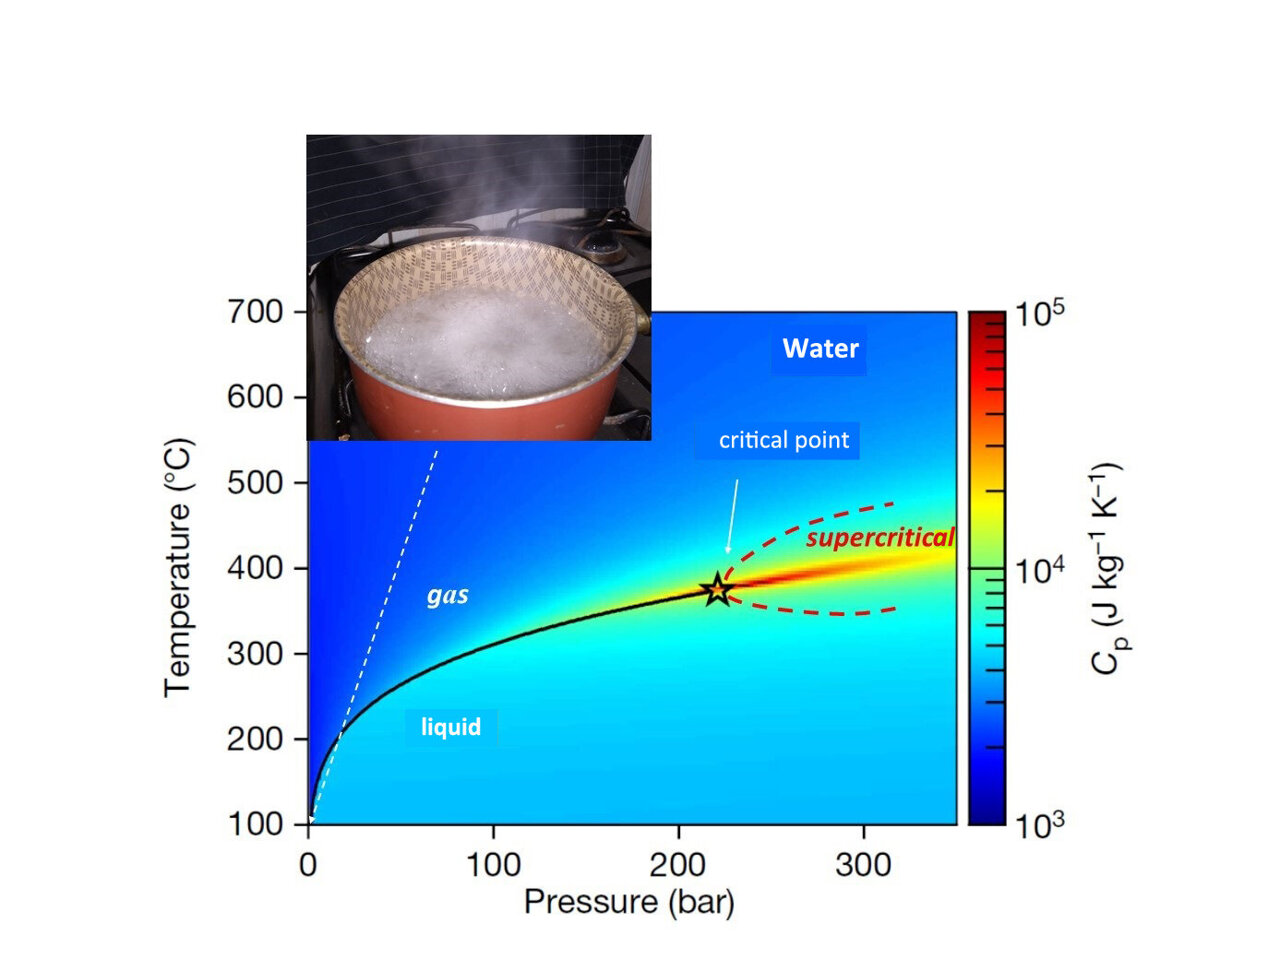 Water
critical point
supercritical
gas
liquid
700
600
500
400
300
200
100
Temperature (°C)
0 100 200 300
Pressure (bar)
10⁵
10⁴
10³
Cₚ (J kg⁻¹ K⁻¹)